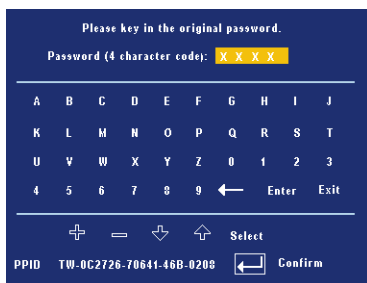 Please key in the original password.
Password (4 character code): X X X X
A B C D E F G H I J
K L M N O P Q R S T
U V W X Y Z 0 1 2 3
4 5 6 7 8 9 Enter Exit
Select
PPID TW-0C2726-70641-46B-0208 Confirm